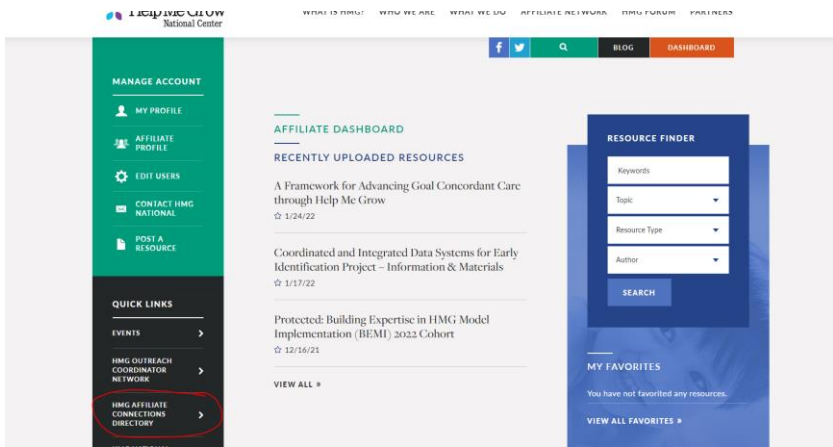 Help Me Grow
National Center
WHAT IS HMG? WHO WE ARE WHAT WE DO AFFILIATE NETWORK HMG FORUM PARTNERS
BLOG
DASHBOARD
MANAGE ACCOUNT
MY PROFILE
AFFILIATE
PROFILE
EDIT USERS
CONTACT HMG
NATIONAL
POST A
RESOURCE
QUICK LINKS
EVENTS
HMG OUTREACH
COORDINATOR
NETWORK
HMG AFFILIATE
CONNECTIONS
DIRECTORY
HMG NATIONAL
AFFILIATE DASHBOARD
RECENTLY UPLOADED RESOURCES
A Framework for Advancing Goal Concordant Care
through Help Me Grow
☆ 1/24/22
Coordinated and Integrated Data Systems for Early
Identification Project – Information & Materials
☆ 1/17/22
Protected: Building Expertise in HMG Model
Implementation (BEMI) 2022 Cohort
☆ 12/16/21
VIEW ALL »
RESOURCE FINDER
Keywords
Topic
Resource Type
Author
SEARCH
MY FAVORITES
You have not favorited any resources.
VIEW ALL FAVORITES »